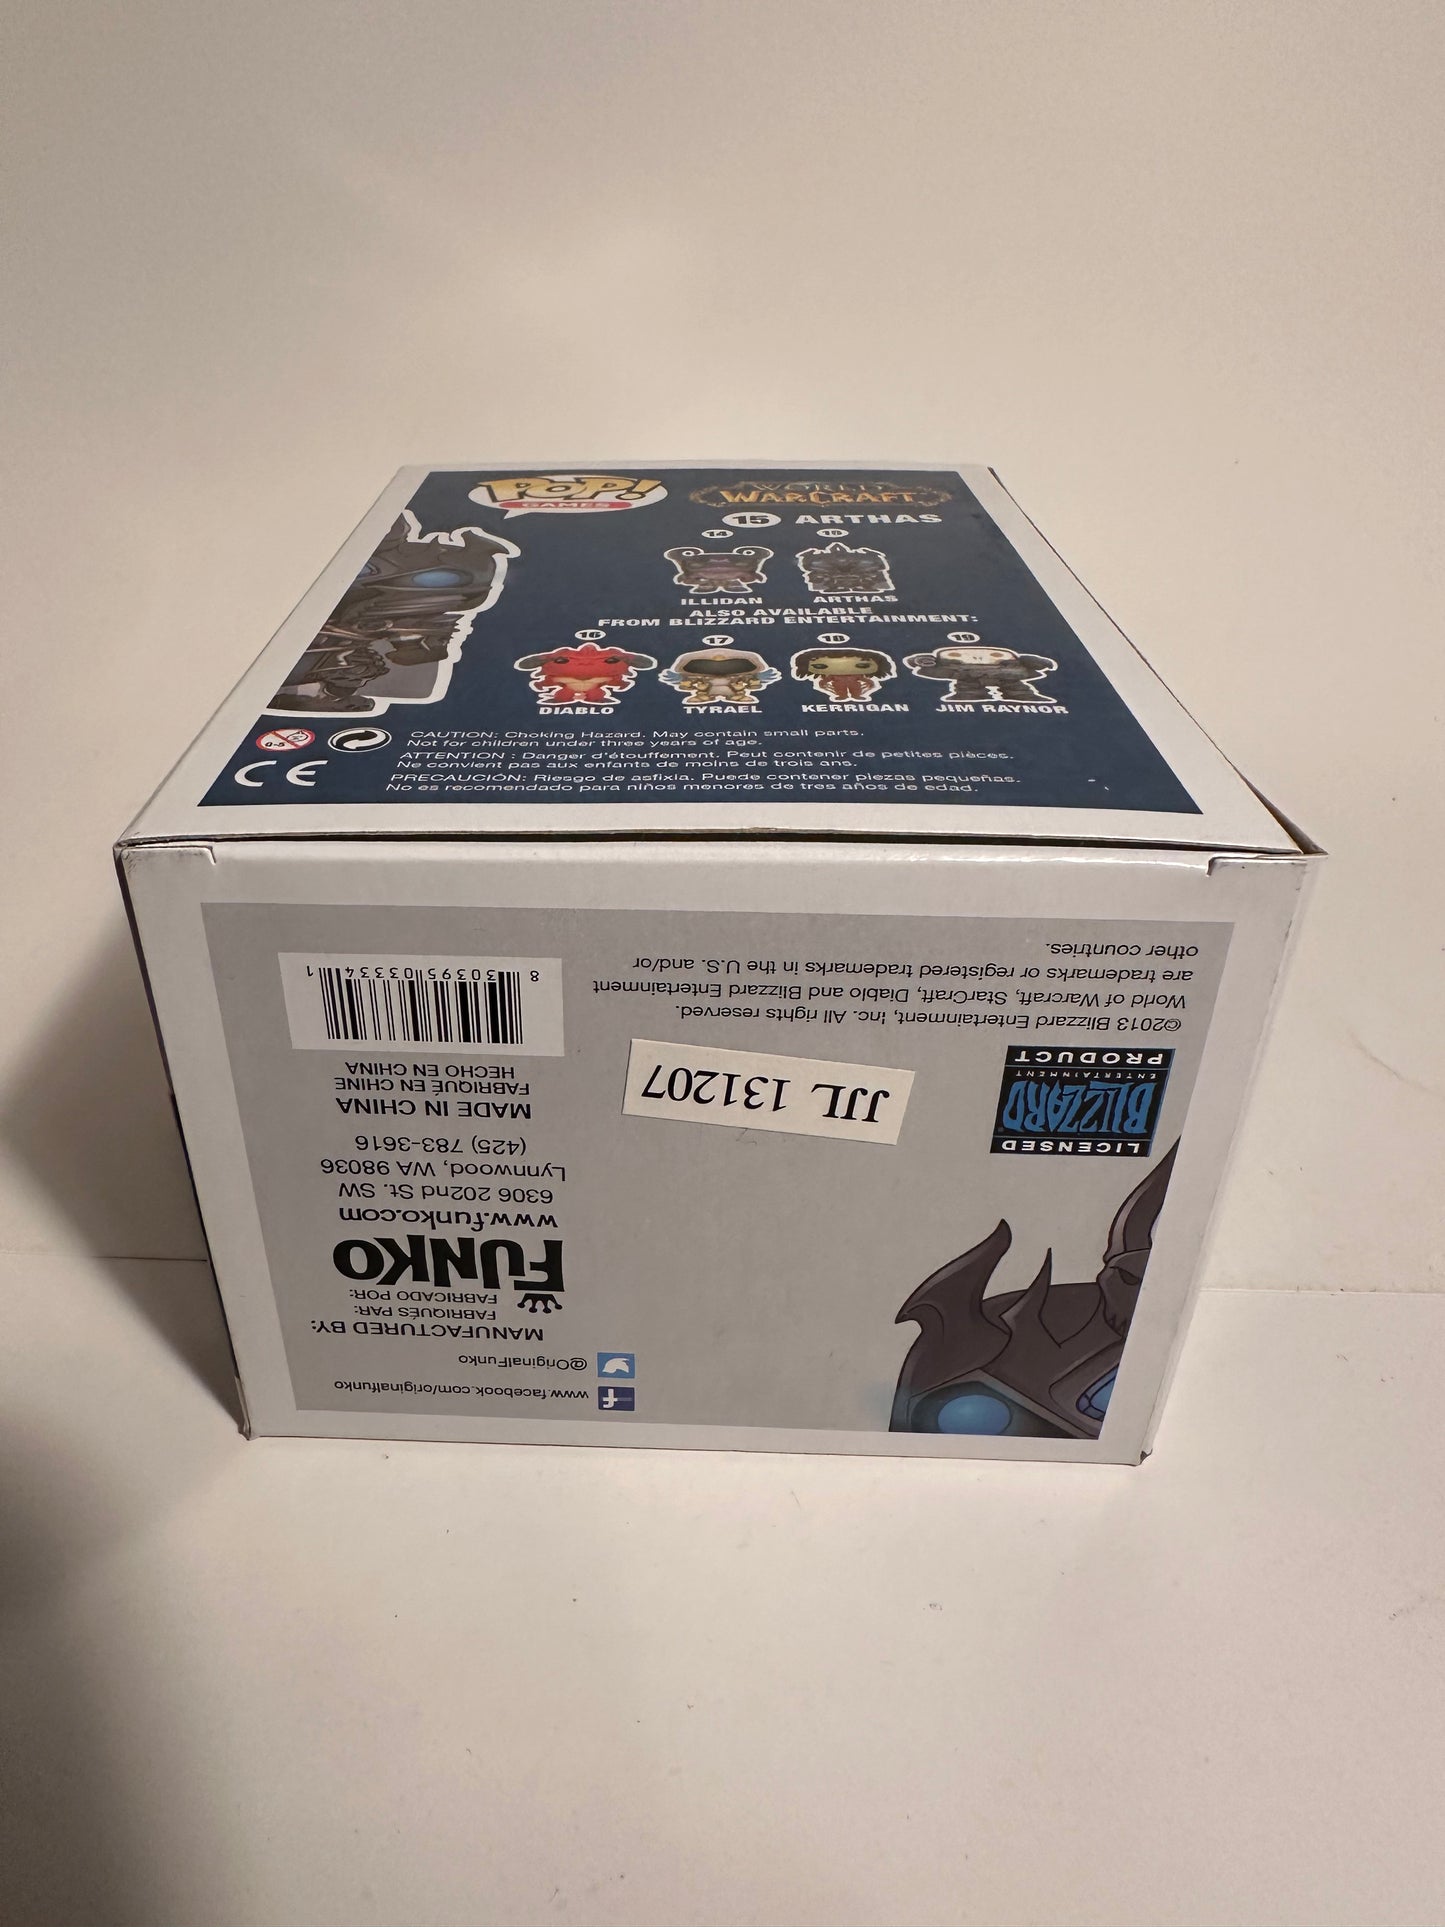 POP!
GAMES
WORLD
WARCRAFT
15 ARTHAS
14
15
ILLIDAN
ARTHAS
ALSO AVAILABLE
FROM BLIZZARD ENTERTAINMENT:
16
17
18
19
DIABLO
TYRAEL
KERRIGAN
JIM RAYNOR
0-3
CAUTION: Choking Hazard. May contain small parts.
Not for children under three years of age.
ATTENTION : Danger d'étouffement. Peut contenir de petites pièces.
Ne convient pas aux enfants de moins de trois ans.
PRECAUCIÓN: Riesgo de asfixia. Puede contener piezas pequeñas.
No es recomendado para niños menores de tres años de edad.
CE
www.facebook.com/originalfunko
@OriginalFunko
MANUFACTURED BY:
FABRIQUÉS PAR:
FABRICADO POR:
FUNKO
www.funko.com
6306 202nd St. SW
Lynnwood, WA 98036
(425) 783-3616
MADE IN CHINA
FABRIQUÉ EN CHINE
HECHO EN CHINA
8 30395 03334 1
LICENSED
BLIZZARD
ENTERTAINMENT
PRODUCT
JJL 131207
©2013 Blizzard Entertainment, Inc. All rights reserved.
World of Warcraft, StarCraft, Diablo and Blizzard Entertainment
are trademarks or registered trademarks in the U.S. and/or
other countries.